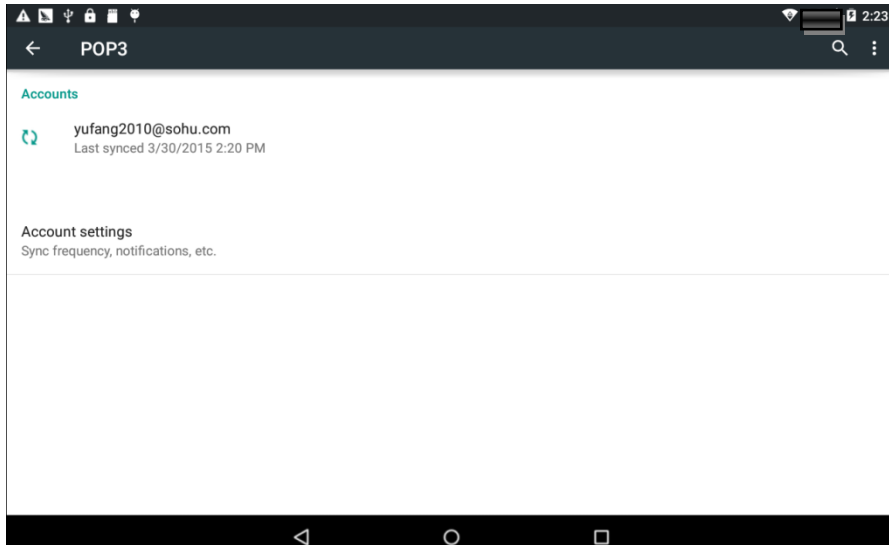 2:23
POP3
Accounts
yufang2010@sohu.com
Last synced 3/30/2015 2:20 PM
Account settings
Sync frequency, notifications, etc.